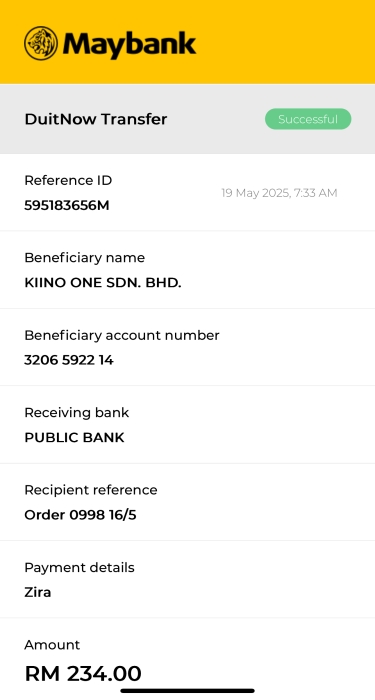 Maybank
DuitNow Transfer
Successful
Reference ID
19 May 2025, 7:33 AM
595183656M
Beneficiary name
KIINO ONE SDN. BHD.
Beneficiary account number
3206 5922 14
Receiving bank
PUBLIC BANK
Recipient reference
Order 0998 16/5
Payment details
Zira
Amount
RM 234.00